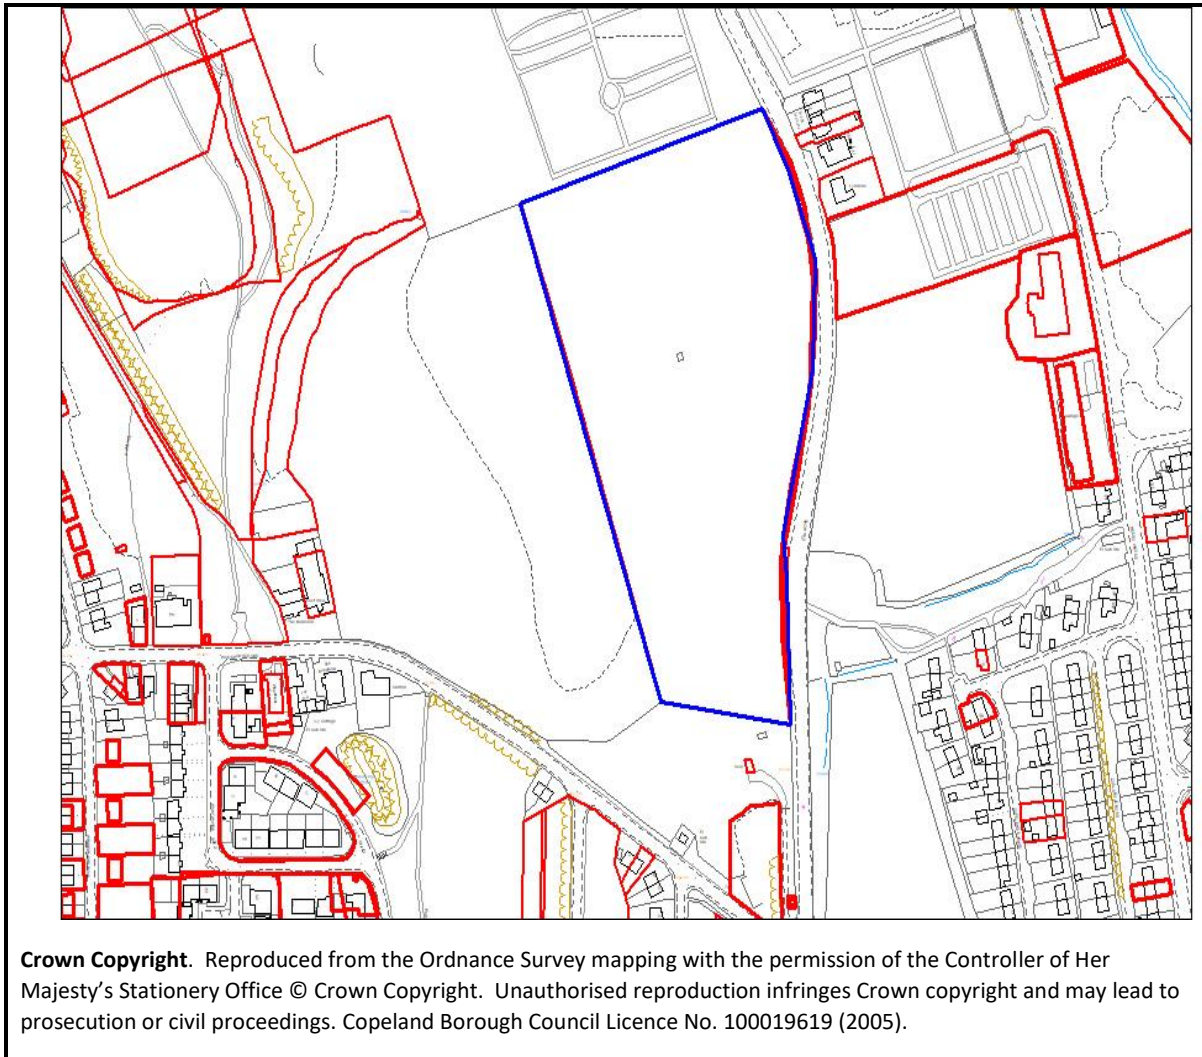 Crown Copyright.  Reproduced from the Ordnance Survey mapping with the permission of the Controller of Her
Majesty's Stationery Office © Crown Copyright.  Unauthorised reproduction infringes Crown copyright and may lead to
prosecution or civil proceedings. Copeland Borough Council Licence No. 100019619 (2005).